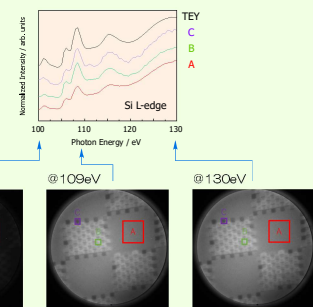 Normalized Intensity / arb. units
TEY
C
B
A
Si L-edge
100
110
120
130
Photon Energy / eV
@109eV
@130eV
A
A